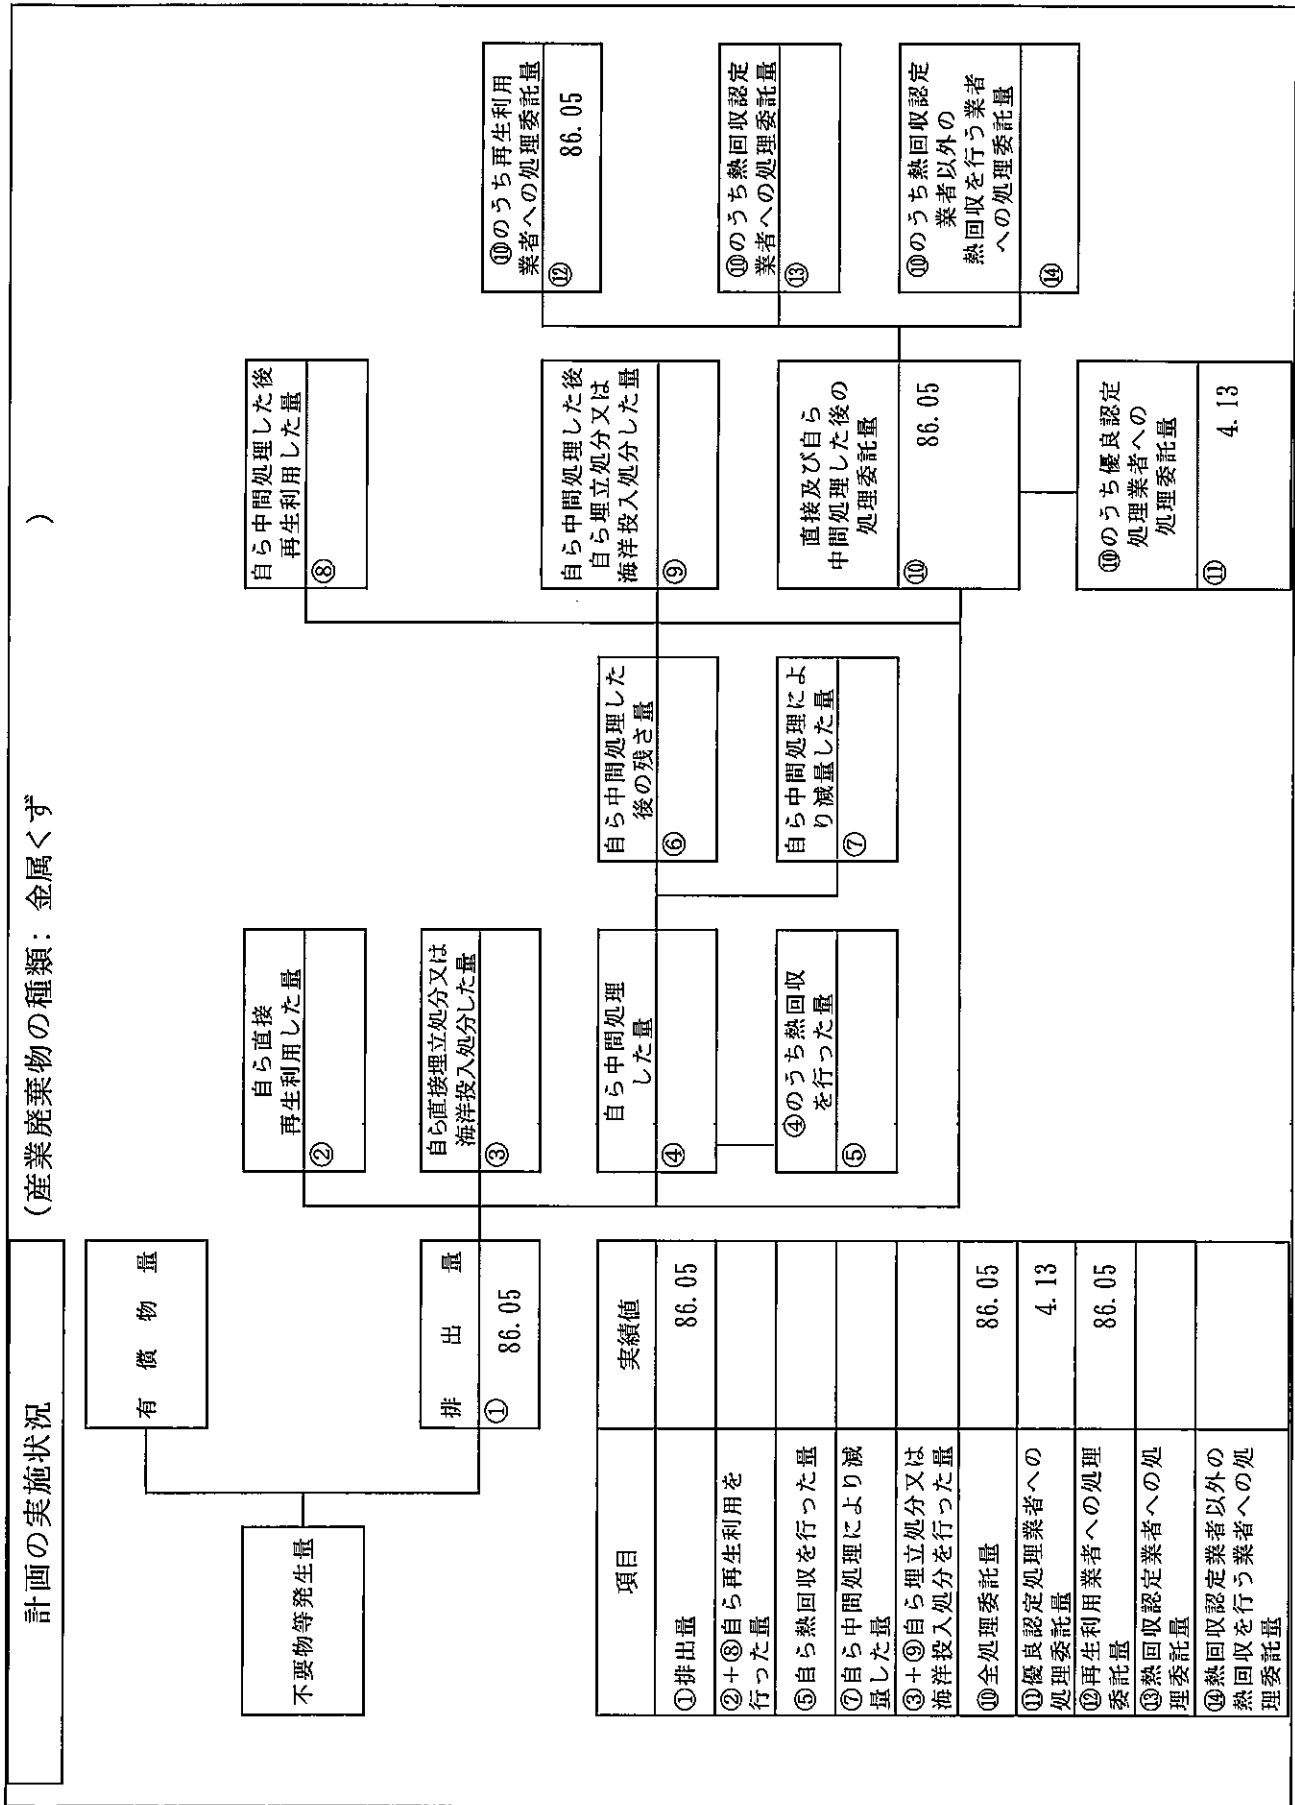 計画の実施状況
(産業廃棄物の種類： 金属くず )
不要物等発生量
有償物量
排出量
① 86.05
自ら直接
再生利用した量
②
自ら直接埋立処分又は
海洋投入処分した量
③
自ら中間処理
した量
④
④のうち熱回収
を行った量
⑤
自ら中間処理した
後の残さ量
⑥
自ら中間処理によ
り減量した量
⑦
自ら中間処理した後
再生利用した量
⑧
自ら中間処理した後
自ら埋立処分又は
海洋投入処分した量
⑨
直接及び自ら
中間処理した後の
処理委託量
⑩ 86.05
⑩のうち優良認定
処理業者への
処理委託量
⑪ 4.13
⑩のうち再生利用
業者への処理委託量
⑫ 86.05
⑩のうち熱回収認定
業者への処理委託量
⑬
⑩のうち熱回収認定
業者以外の
熱回収を行う業者
への処理委託量
⑭
項目 実績値
①排出量 86.05
②＋⑧自ら再生利用を
行った量
⑤自ら熱回収を行った量
⑦自ら中間処理により減
量した量
③＋⑨自ら埋立処分又は
海洋投入処分を行った量
⑩全処理委託量 86.05
⑪優良認定処理業者への
処理委託量 4.13
⑫再生利用業者への処理
委託量 86.05
⑬熱回収認定業者への処
理委託量
⑭熱回収認定業者以外の
熱回収を行う業者への処
理委託量